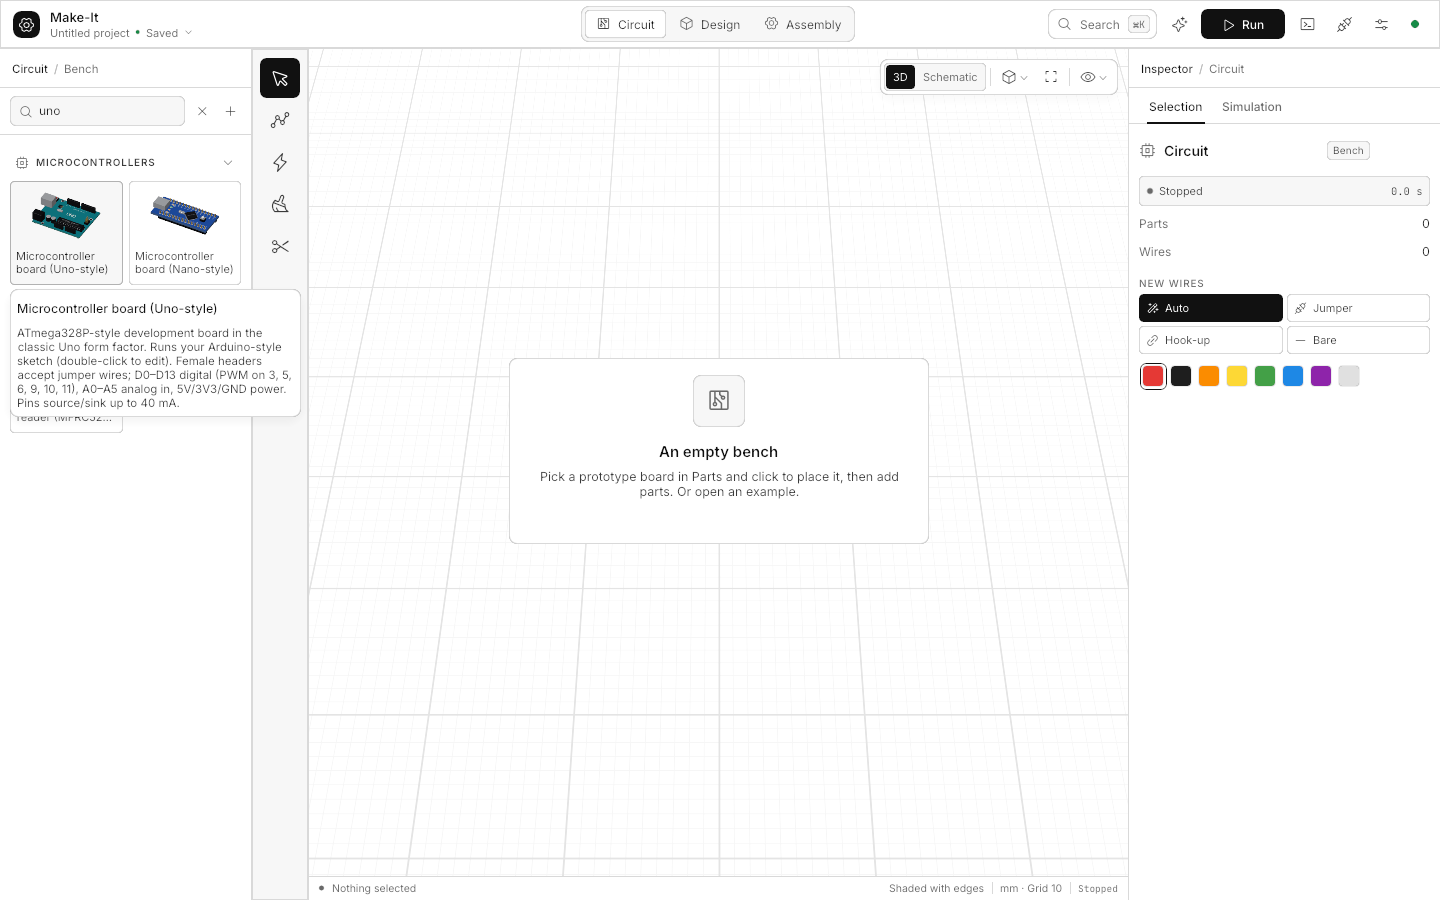 Make-It
Untitled project • Saved
Circuit
Design
Assembly
Search ⌘K
Run
Circuit / Bench
uno
MICROCONTROLLERS
UNO
Microcontroller
board (Uno-style)
Microcontroller
board (Nano-style)
Microcontroller board (Uno-style)
ATmega328P-style development board in the
classic Uno form factor. Runs your Arduino-style
sketch (double-click to edit). Female headers
accept jumper wires; D0–D13 digital (PWM on 3, 5,
6, 9, 10, 11), A0–A5 analog in, 5V/3V3/GND power.
Pins source/sink up to 40 mA.
reader (MFRC52...
3D
Schematic
An empty bench
Pick a prototype board in Parts and click to place it, then add
parts. Or open an example.
Nothing selected
Shaded with edges
mm · Grid 10
Stopped
Inspector / Circuit
Selection
Simulation
Circuit
Bench
Stopped
0.0 s
Parts
0
Wires
0
NEW WIRES
Auto
Jumper
Hook-up
Bare